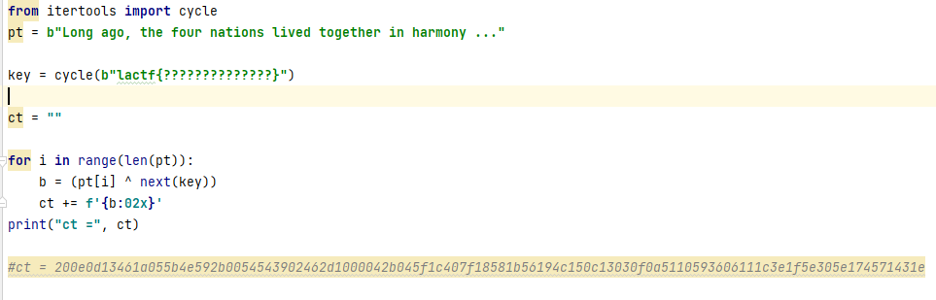 from itertools import cycle
pt = b"Long ago, the four nations lived together in harmony ..."
key = cycle(b"lactf{??????????????}")
ct = ""
for i in range(len(pt)):
    b = (pt[i] ^ next(key))
    ct += f'{b:02x}'
print("ct =", ct)
#ct = 200e0d13461a055b4e592b0054543902462d1000042b045f1c407f18581b56194c150c13030f0a5110593606111c3e1f5e305e174571431e